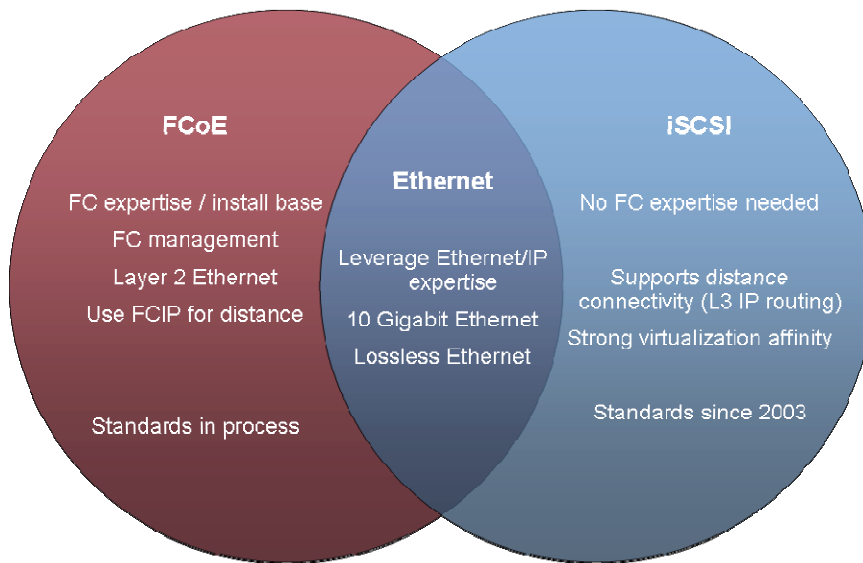 FCoE
FC expertise / install base
FC management
Layer 2 Ethernet
Use FCIP for distance
Standards in process
Ethernet
Leverage Ethernet/IP
expertise
10 Gigabit Ethernet
Lossless Ethernet
iSCSI
No FC expertise needed
Supports distance
connectivity (L3 IP routing)
Strong virtualization affinity
Standards since 2003